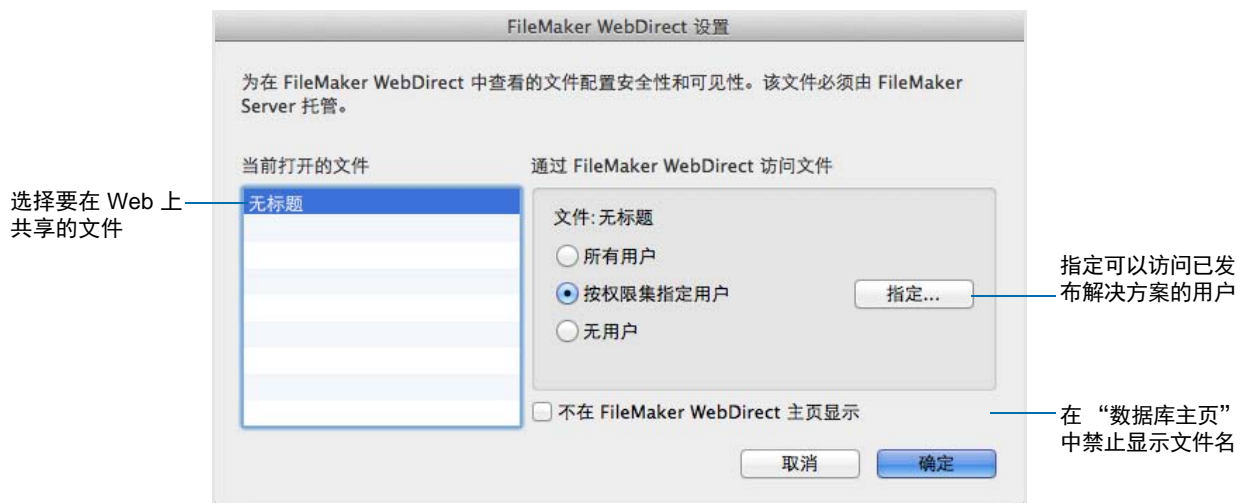 FileMaker WebDirect 设置
为在 FileMaker WebDirect 中查看的文件配置安全性和可见性。该文件必须由 FileMaker
Server 托管。
当前打开的文件
通过 FileMaker WebDirect 访问文件
选择要在 Web 上
共享的文件
无标题
文件: 无标题
所有用户
按权限集指定用户
指定...
无用户
指定可以访问已发
布解决方案的用户
不在 FileMaker WebDirect 主页显示
在 “数据库主页”
中禁止显示文件名
取消
确定